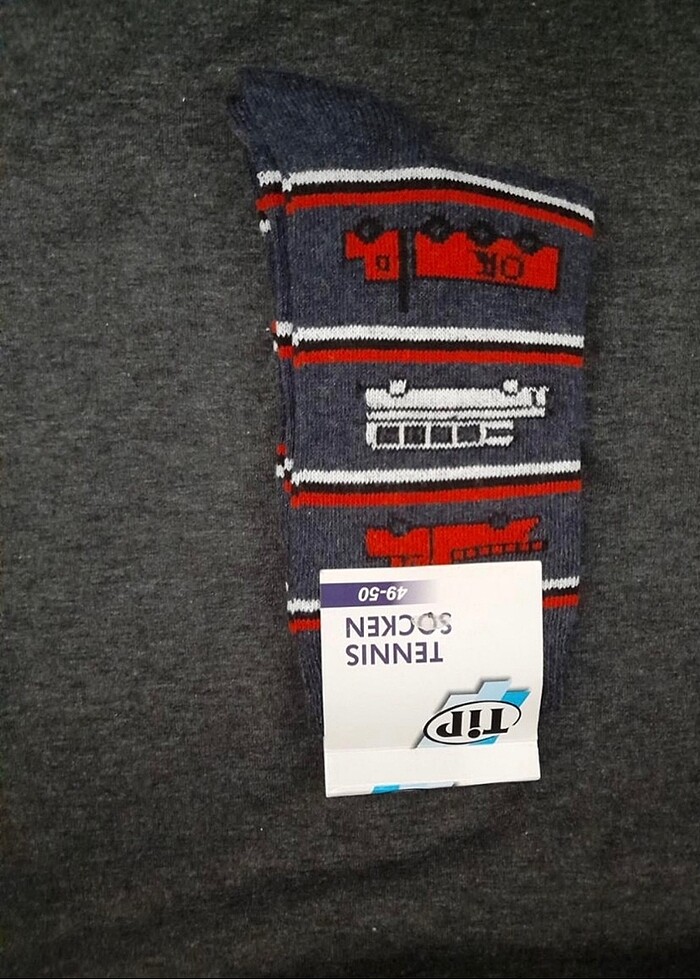 TiP
TENNIS
SOCKEN
49-50